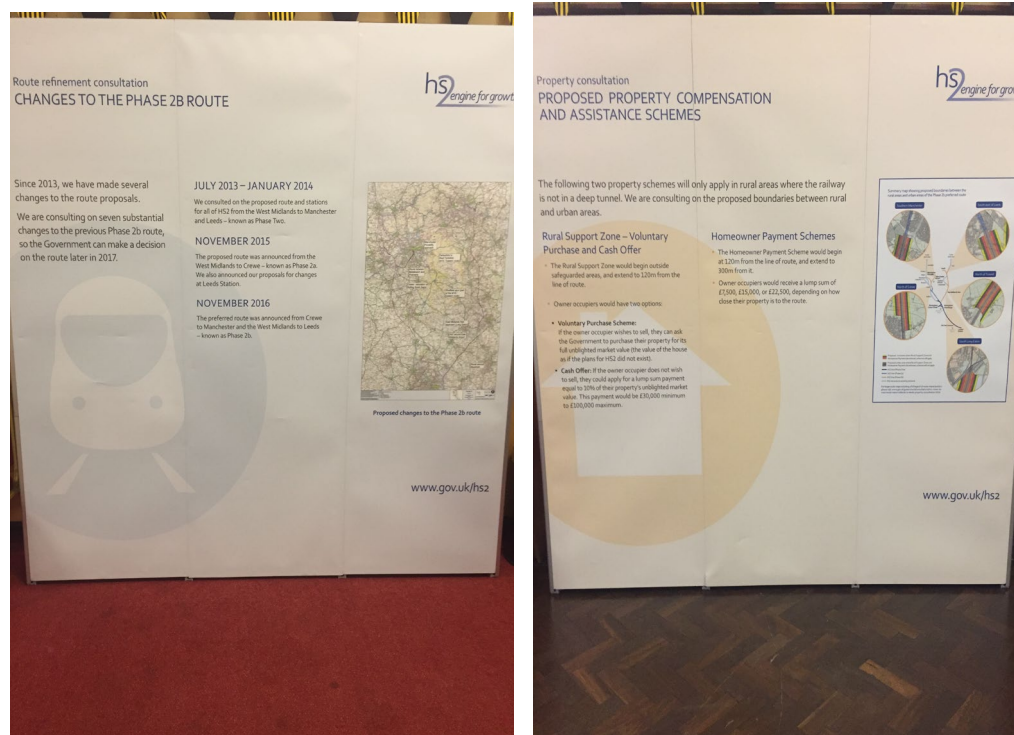 Route refinement consultation
CHANGES TO THE PHASE 2B ROUTE
hs2
engine for growt
Since 2013, we have made several
changes to the route proposals.
We are consulting on seven substantial
changes to the previous Phase 2b route,
so the Government can make a decision
on the route later in 2017.
JULY 2013 – JANUARY 2014
We consulted on the proposed route and stations
for all of HS2 from the West Midlands to Manchester
and Leeds – known as Phase Two.
NOVEMBER 2015
The proposed route was announced from the
West Midlands to Crewe – known as Phase 2a.
We also announced our proposals for changes
at Leeds Station.
NOVEMBER 2016
The preferred route was announced from Crewe
to Manchester and the West Midlands to Leeds
– known as Phase 2b.
Proposed changes to the Phase 2b route
www.gov.uk/hs2
Property consultation
PROPOSED PROPERTY COMPENSATION
AND ASSISTANCE SCHEMES
hs2
engine for gro
The following two property schemes will only apply in rural areas where the railway
is not in a deep tunnel. We are consulting on the proposed boundaries between rural
and urban areas.
Rural Support Zone – Voluntary
Purchase and Cash Offer
• The Rural Support Zone would begin outside
safeguarded areas, and extend to 120m from the
line of route.
• Owner occupiers would have two options:
• Voluntary Purchase Scheme:
If the owner occupier wishes to sell, they can ask
the Government to purchase their property for its
full unblighted market value (the value of the house
as if the plans for HS2 did not exist).
• Cash Offer: If the owner occupier does not wish
to sell, they could apply for a lump sum payment
equal to 10% of their property's unblighted market
value. This payment would be £30,000 minimum
to £100,000 maximum.
Homeowner Payment Schemes
• The Homeowner Payment Scheme would begin
at 120m from the line of route, and extend to
300m from it.
• Owner occupiers would receive a lump sum of
£7,500, £15,000, or £22,500, depending on how
close their property is to the route.
www.gov.uk/hs2